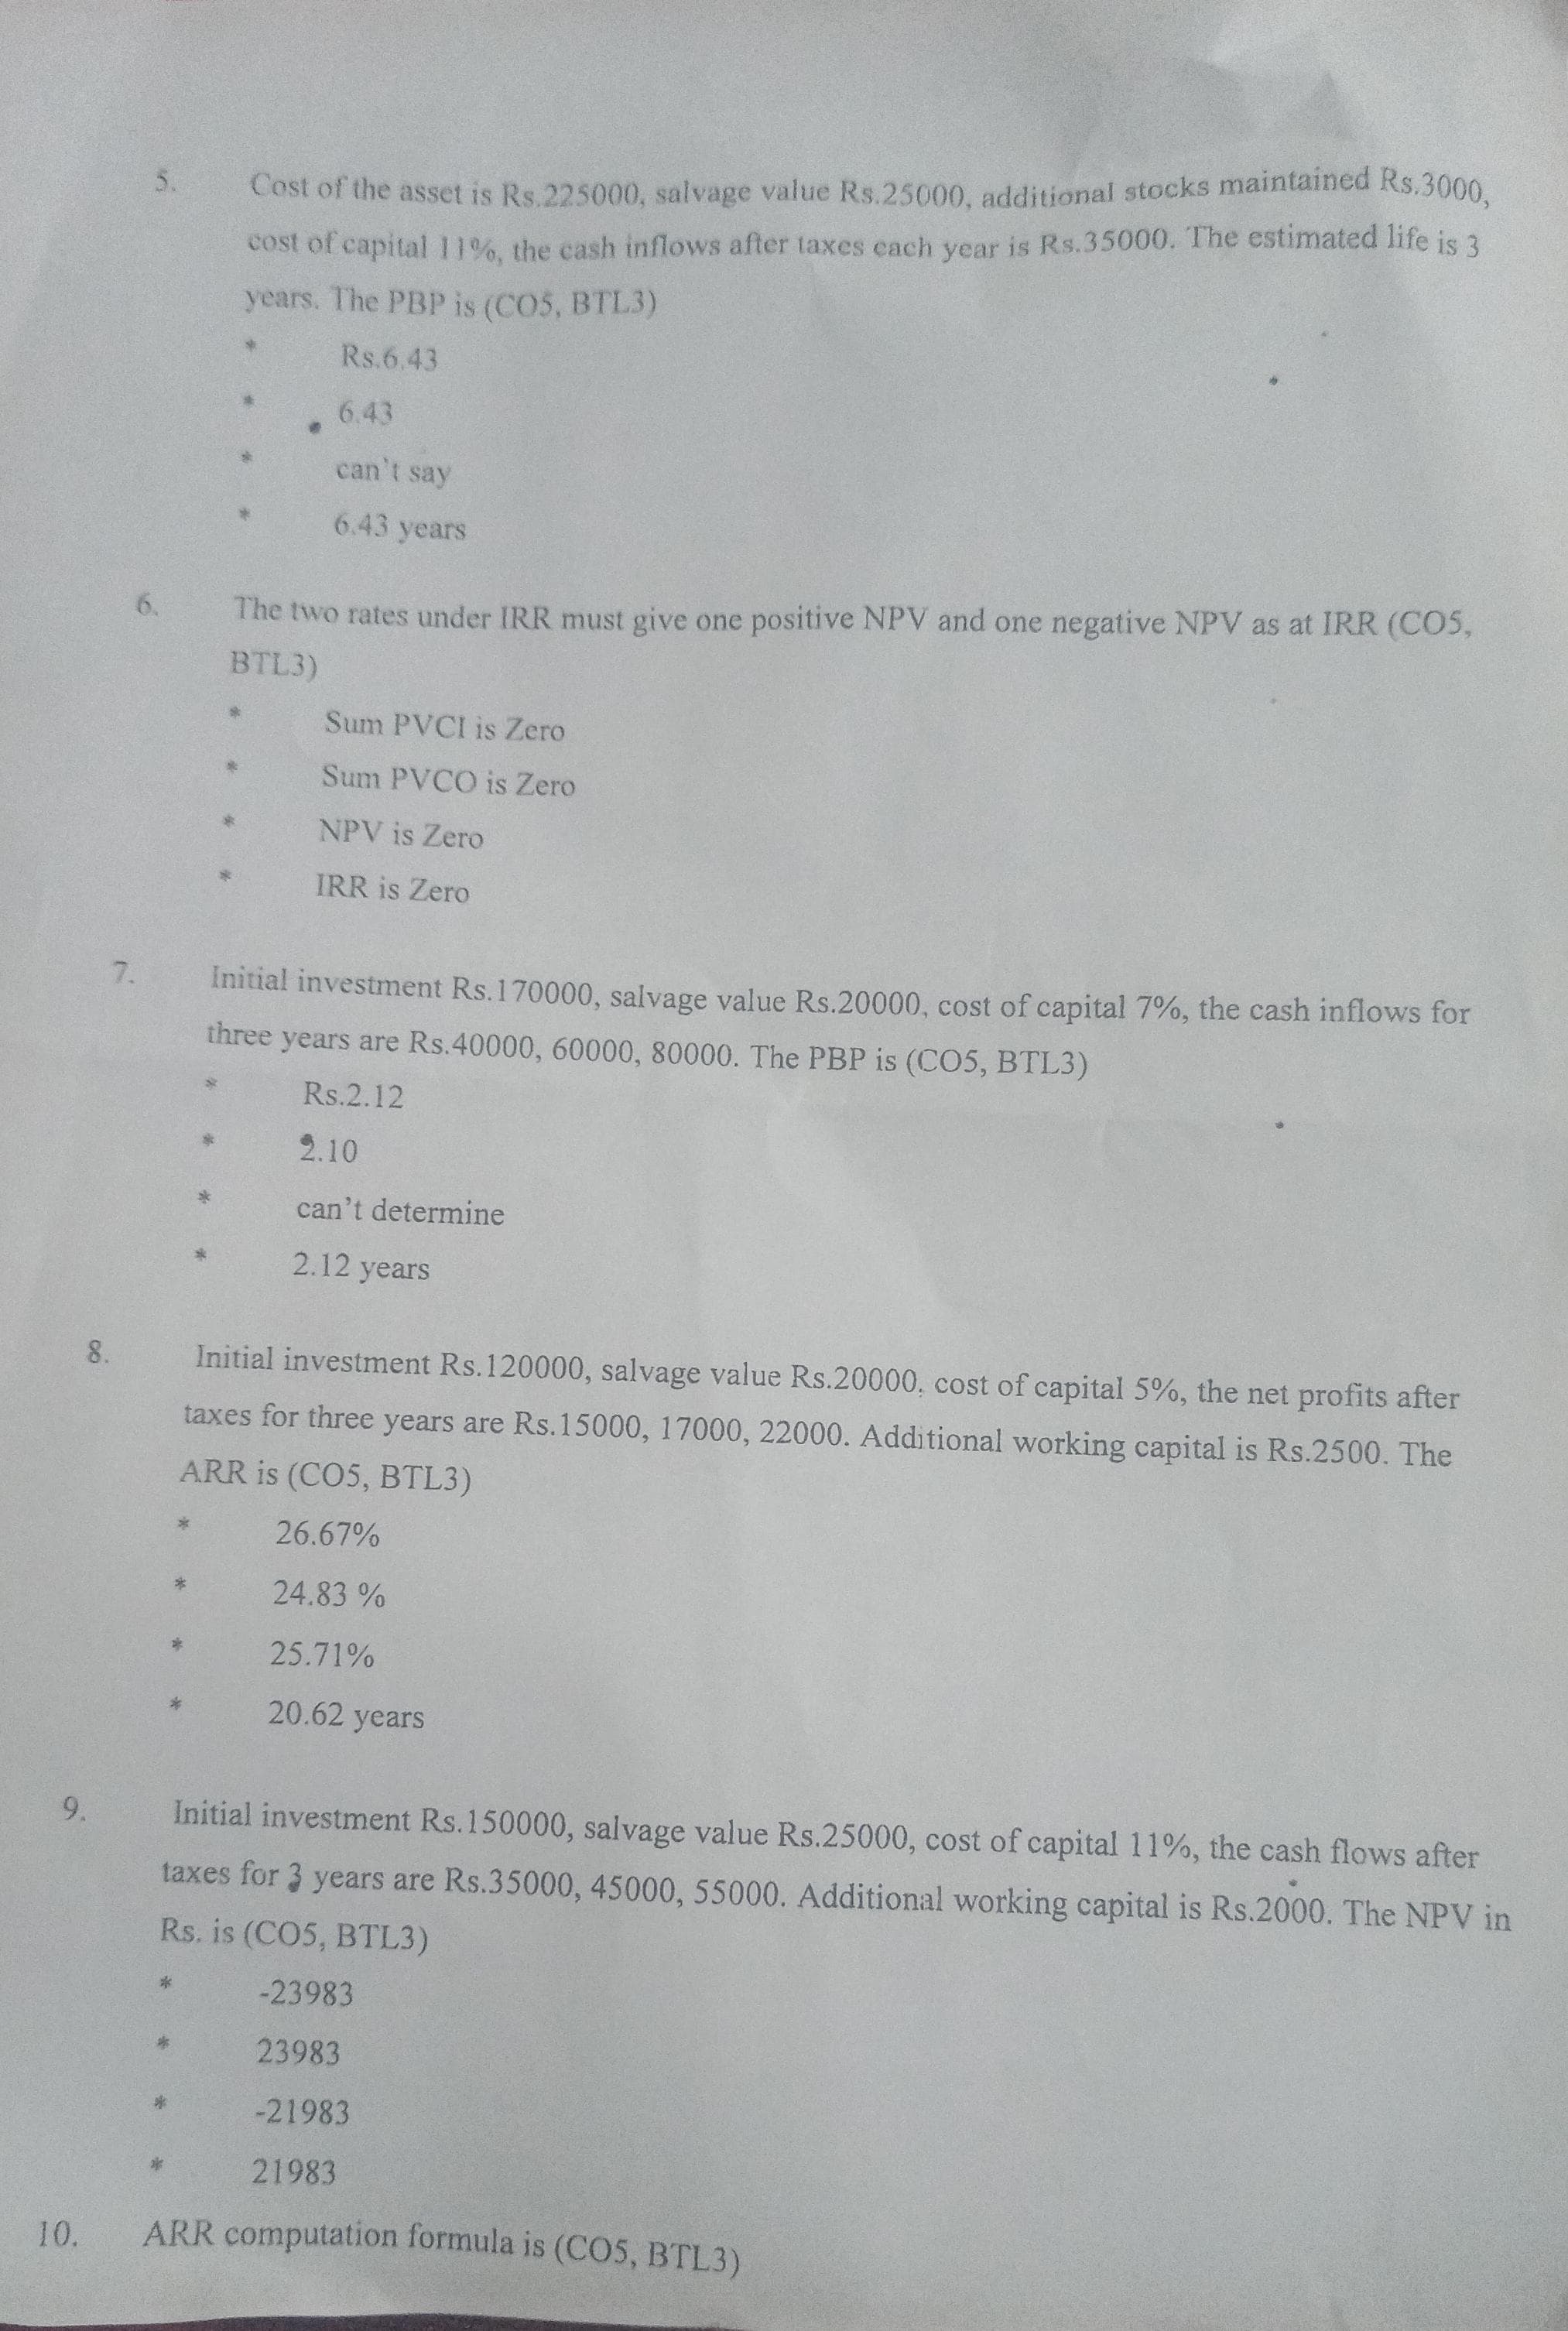 5. Cost of the asset is Rs.225000, salvage value Rs.25000, additional stocks maintained Rs.3000,
cost of capital 11%, the cash inflows after taxes each year is Rs.35000. The estimated life is 3
years. The PBP is (CO5, BTL3)
* Rs.6.43
* 6.43
* can't say
* 6.43 years
6. The two rates under IRR must give one positive NPV and one negative NPV as at IRR (CO5,
BTL3)
* Sum PVCI is Zero
* Sum PVCO is Zero
* NPV is Zero
* IRR is Zero
7. Initial investment Rs.170000, salvage value Rs.20000, cost of capital 7%, the cash inflows for
three years are Rs.40000, 60000, 80000. The PBP is (CO5, BTL3)
* Rs.2.12
* 2.10
* can't determine
* 2.12 years
8. Initial investment Rs.120000, salvage value Rs.20000, cost of capital 5%, the net profits after
taxes for three years are Rs.15000, 17000, 22000. Additional working capital is Rs.2500. The
ARR is (CO5, BTL3)
* 26.67%
* 24.83 %
* 25.71%
* 20.62 years
9. Initial investment Rs.150000, salvage value Rs.25000, cost of capital 11%, the cash flows after
taxes for 3 years are Rs.35000, 45000, 55000. Additional working capital is Rs.2000. The NPV in
Rs. is (CO5, BTL3)
* -23983
* 23983
* -21983
* 21983
10. ARR computation formula is (CO5, BTL3)